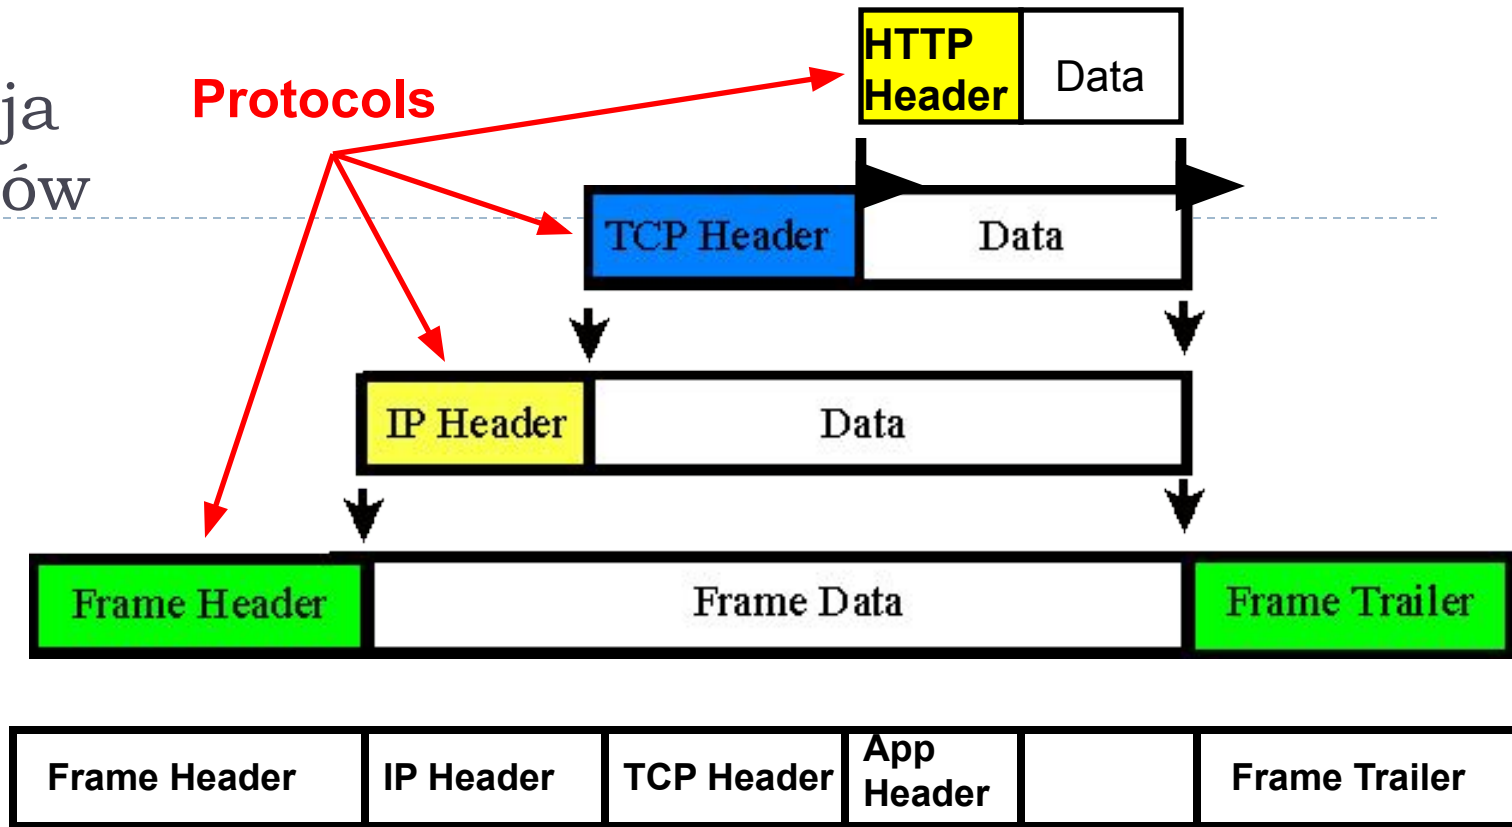 HTTP
Header
Data
ja
ów
Protocols
TCP Header
Data
IP Header
Data
Frame Header
Frame Data
Frame Trailer
Frame Header
IP Header
TCP Header
App
Header
Frame Trailer